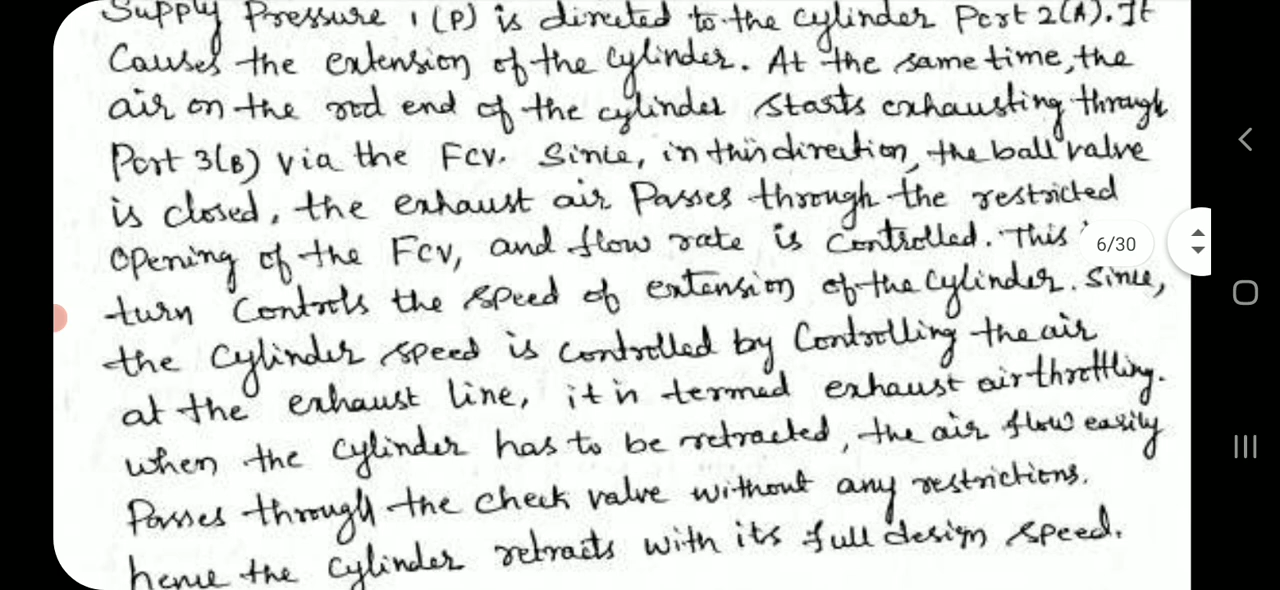 Supply Pressure 1 (P) is directed to the cylinder Port 2(A). It
Causes the extension of the cylinder. At the same time, the
air on the rod end of the cylinder starts exhausting through
Port 3(B) via the Fcv. Since, in this direction, the ball valve
is closed, the exhaust air Passes through the restricted
opening of the Fcv, and flow rate is controlled. This
6/30
turn Controls the speed of extension of the cylinder. Since,
the cylinder speed is controlled by Controlling the air
at the exhaust line, it is termed exhaust air throttling.
when the cylinder has to be retracted, the air flow easily
Passes through the check valve without any restrictions.
hence the cylinder retracts with its full design speed.